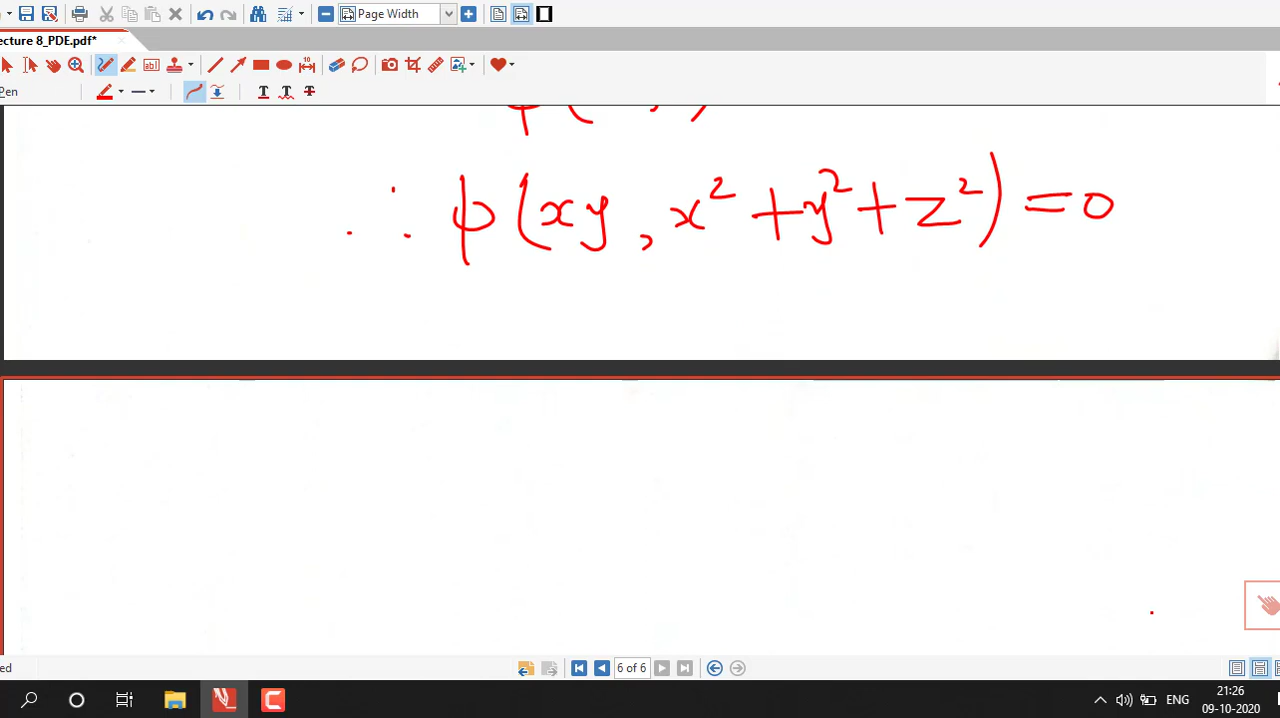 Page Width
ecture 8_PDE.pdf*
Pen
∴ φ(xy, x² + y² + z²) = 0
6 of 6
ENG
21:26
09-10-2020